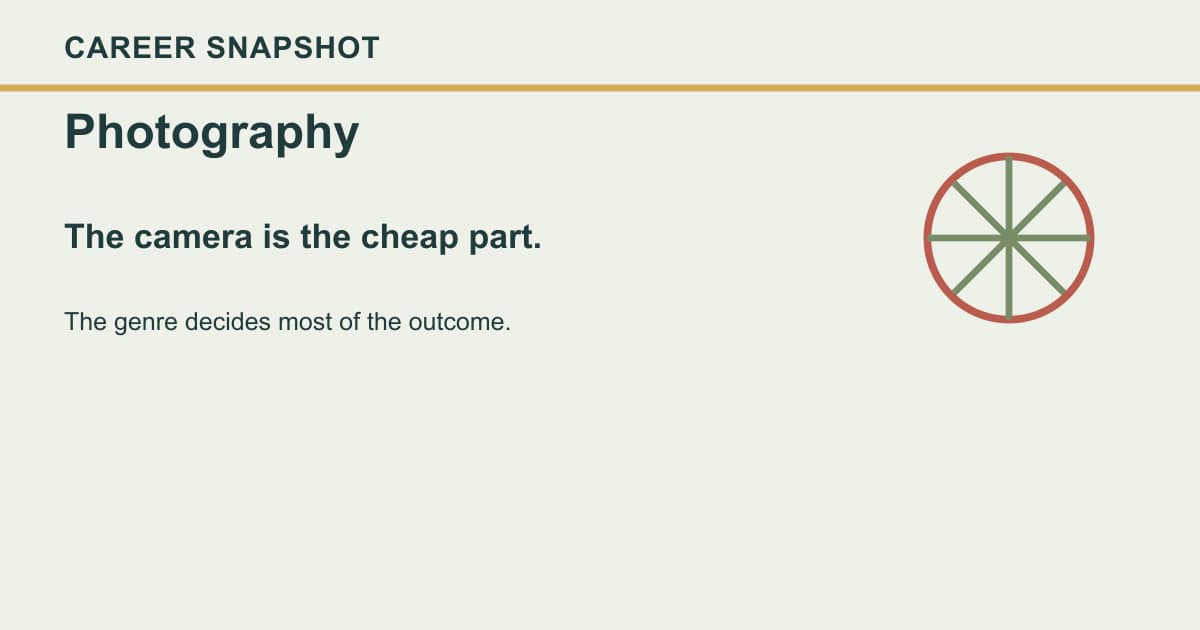 CAREER SNAPSHOT
Photography
The camera is the cheap part.
The genre decides most of the outcome.